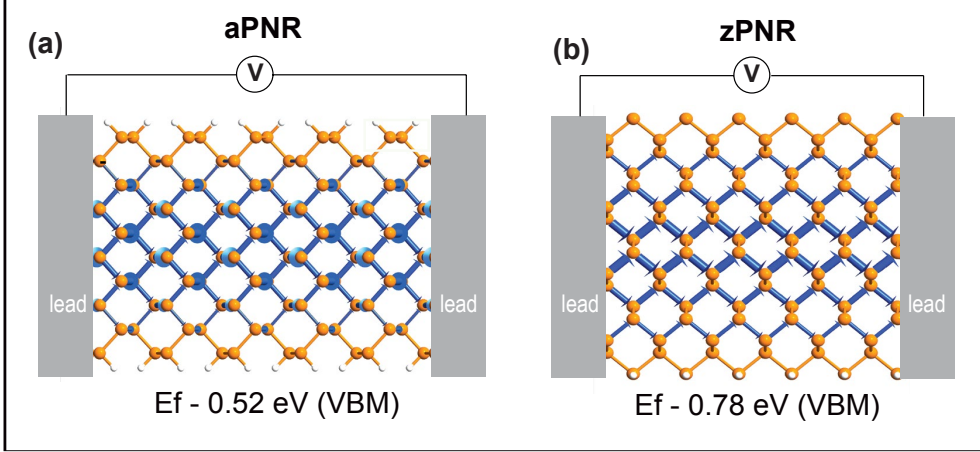 aPNR
zPNR
(a)
(b)
V
V
lead
lead
lead
lead
Ef - 0.52 eV (VBM)
Ef - 0.78 eV (VBM)